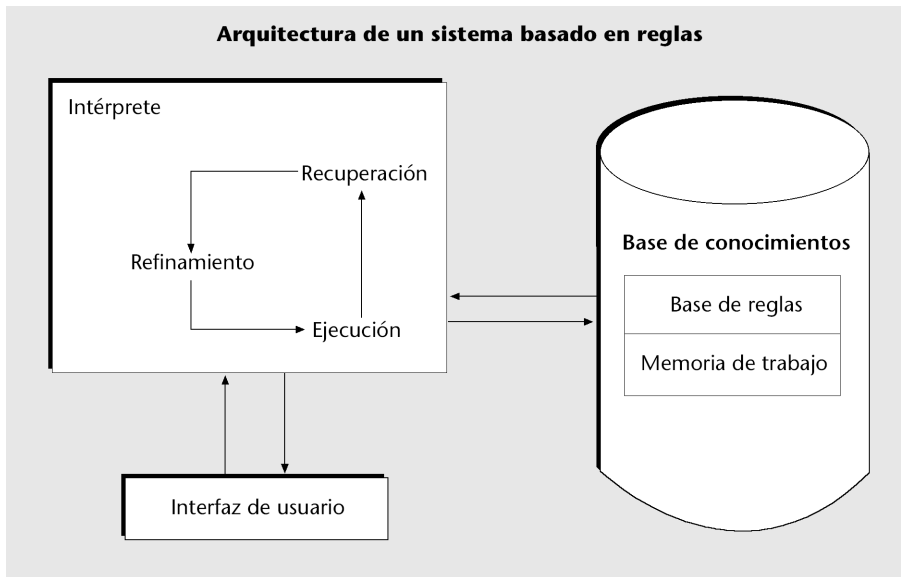 Arquitectura de un sistema basado en reglas
Intérprete
Recuperación
Refinamiento
Ejecución
Base de conocimientos
Base de reglas
Memoria de trabajo
Interfaz de usuario